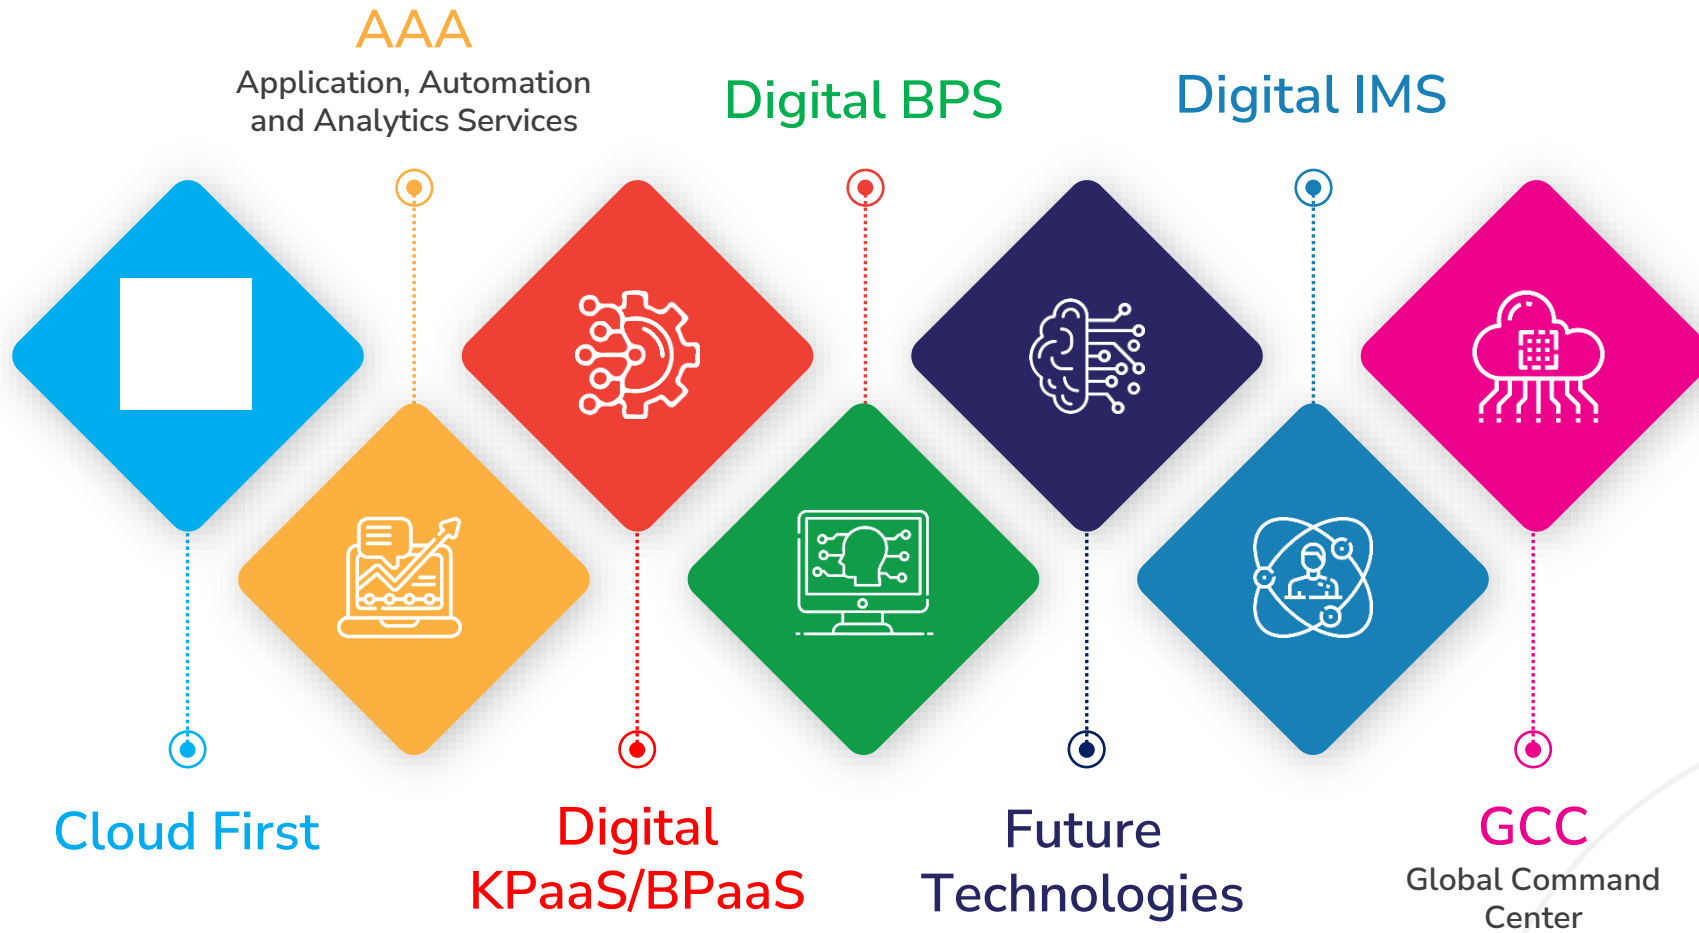 AAA
Application, Automation
and Analytics Services
Digital BPS
Digital IMS
Cloud First
Digital
KPaaS/BPaaS
Future
Technologies
GCC
Global Command
Center